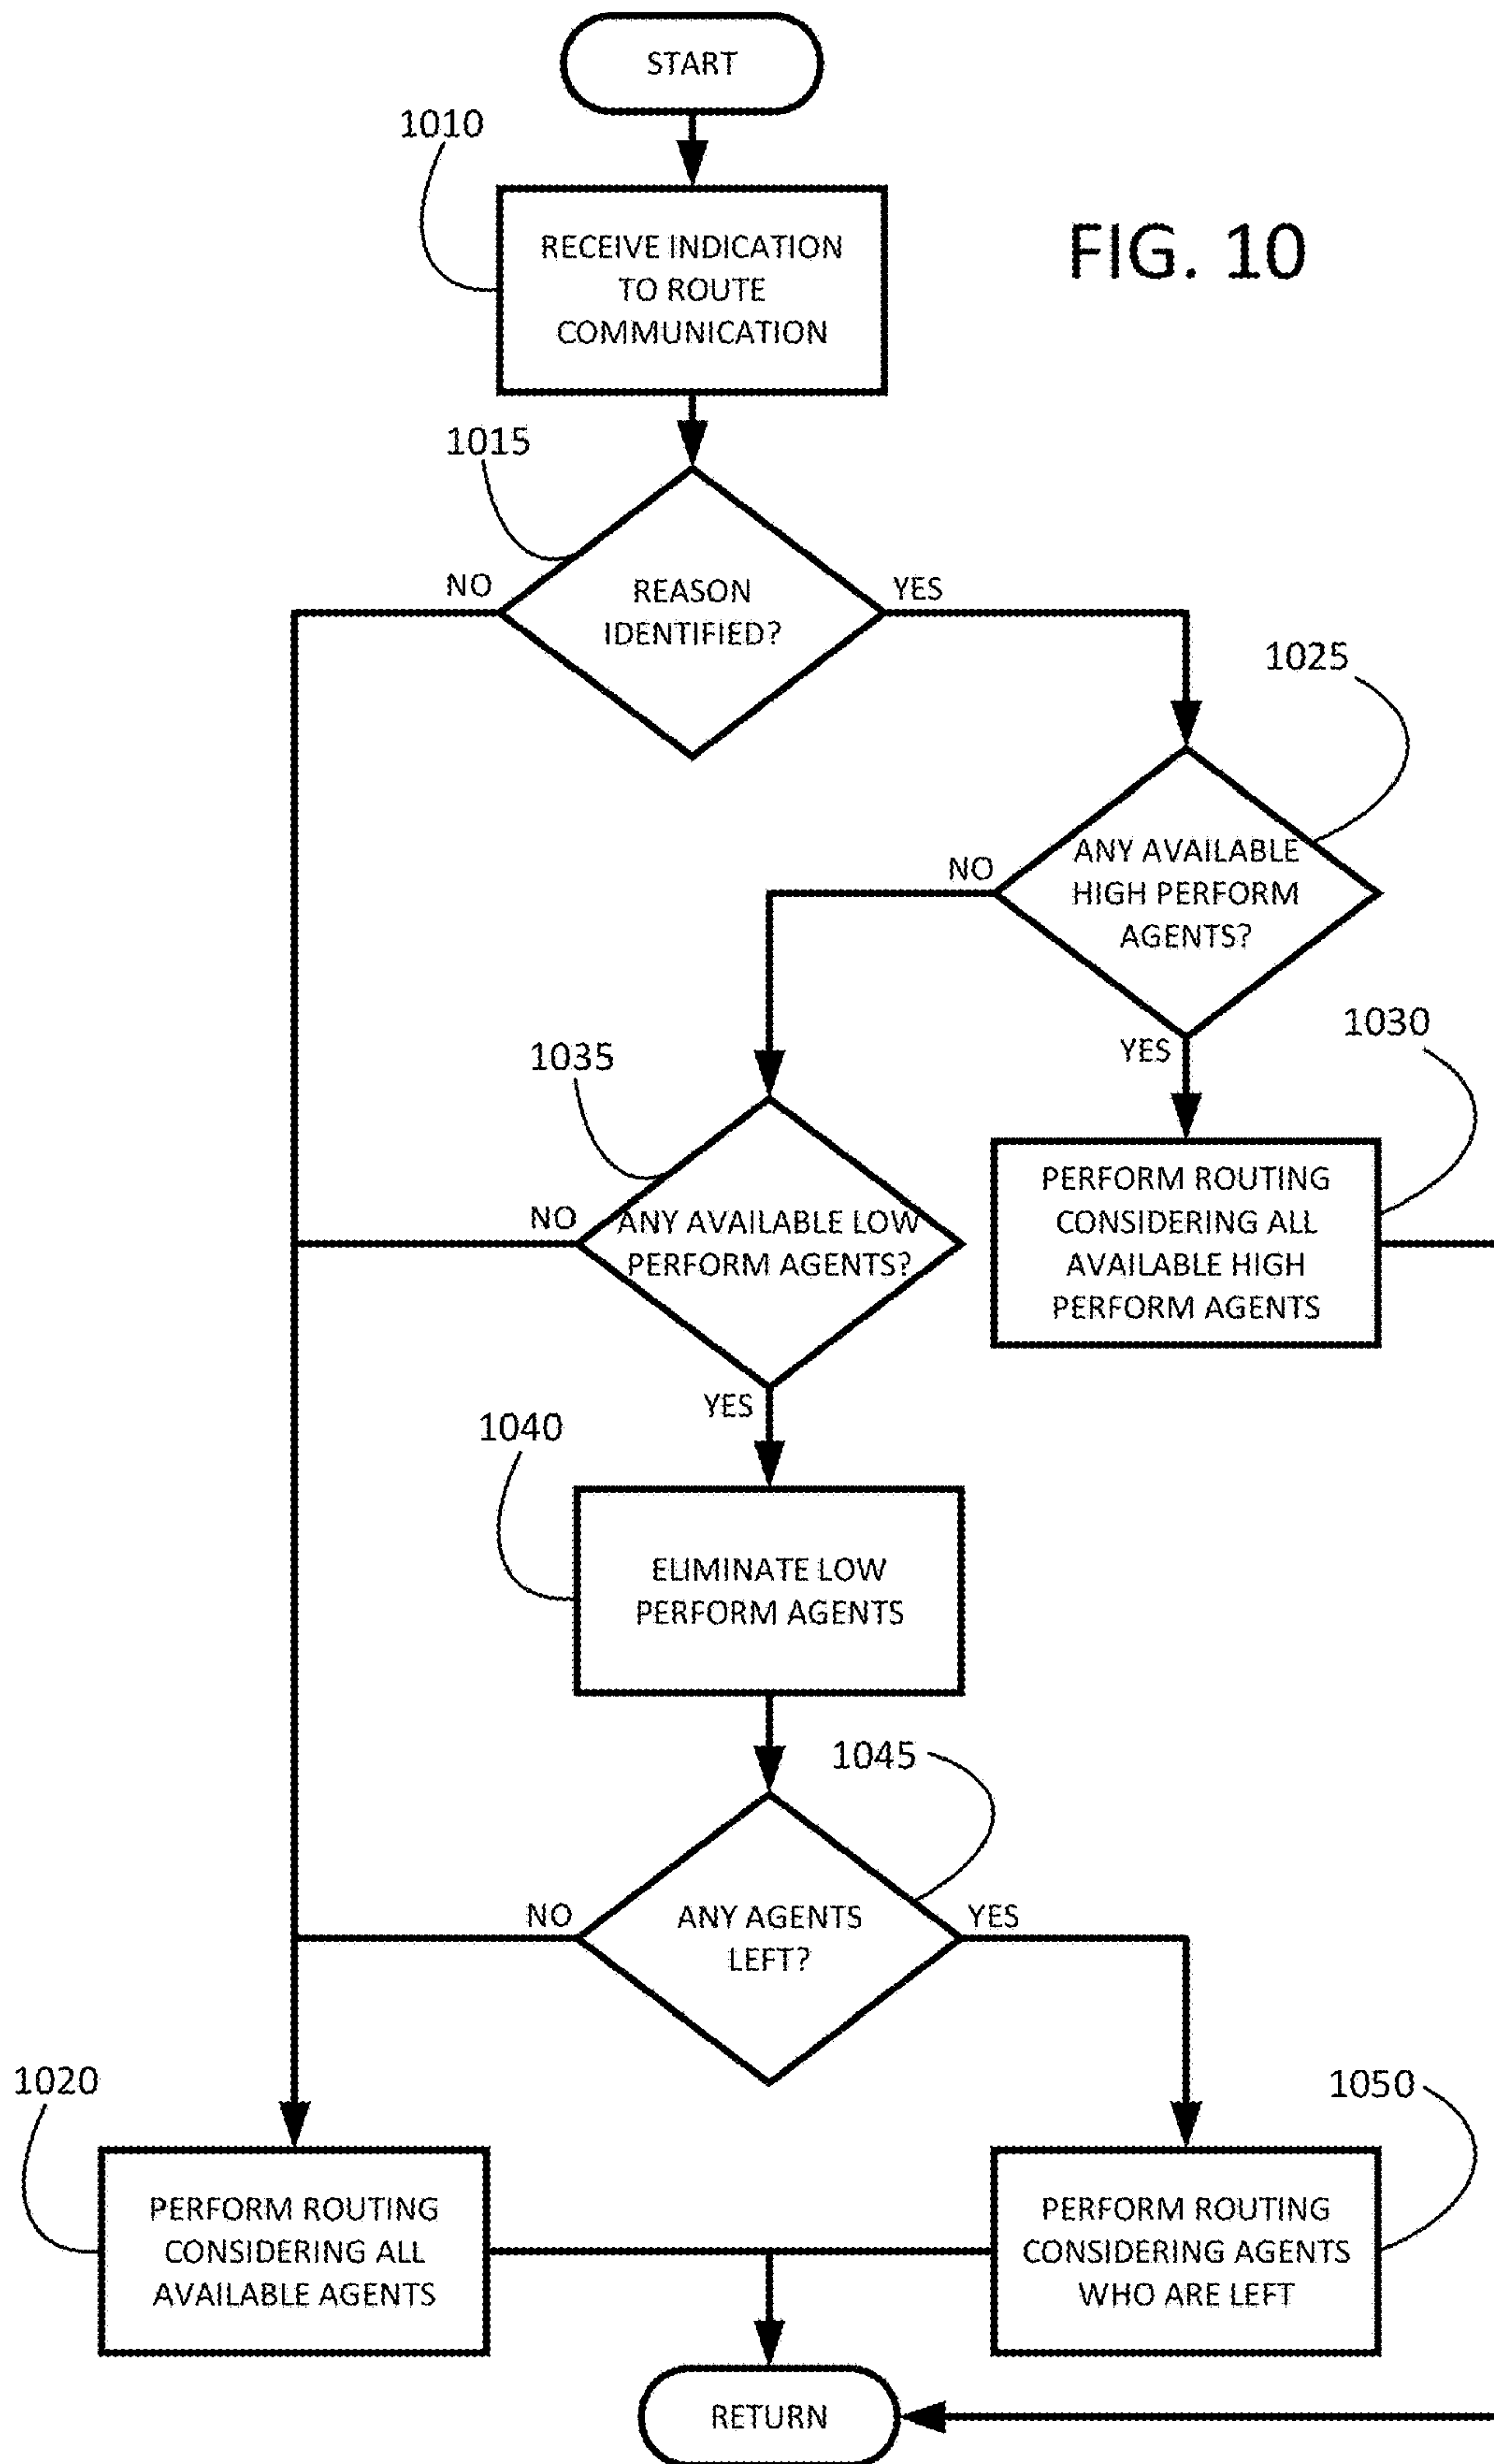 START
1010
RECEIVE INDICATION
TO ROUTE
COMMUNICATION
FIG. 10
1015
REASON
IDENTIFIED?
NO
YES
1025
ANY AVAILABLE
HIGH PERFORM
AGENTS?
NO
YES
1030
PERFORM ROUTING
CONSIDERING ALL
AVAILABLE HIGH
PERFORM AGENTS
1035
ANY AVAILABLE LOW
PERFORM AGENTS?
NO
YES
1040
ELIMINATE LOW
PERFORM AGENTS
1045
ANY AGENTS
LEFT?
NO
YES
1020
PERFORM ROUTING
CONSIDERING ALL
AVAILABLE AGENTS
1050
PERFORM ROUTING
CONSIDERING AGENTS
WHO ARE LEFT
RETURN